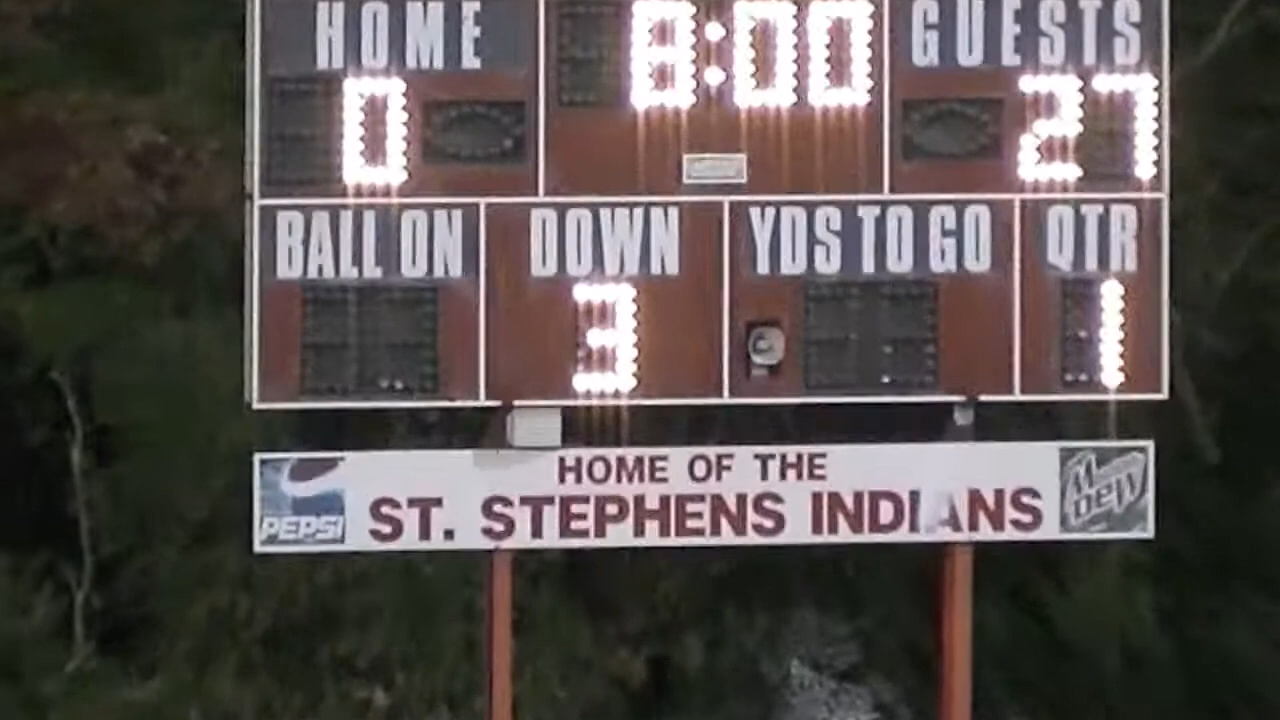 HOME 8:00 GUESTS
0 27
BALL ON DOWN YDS TO GO QTR
3 1
HOME OF THE
ST. STEPHENS INDIANS
PEPSI
Mountain Dew